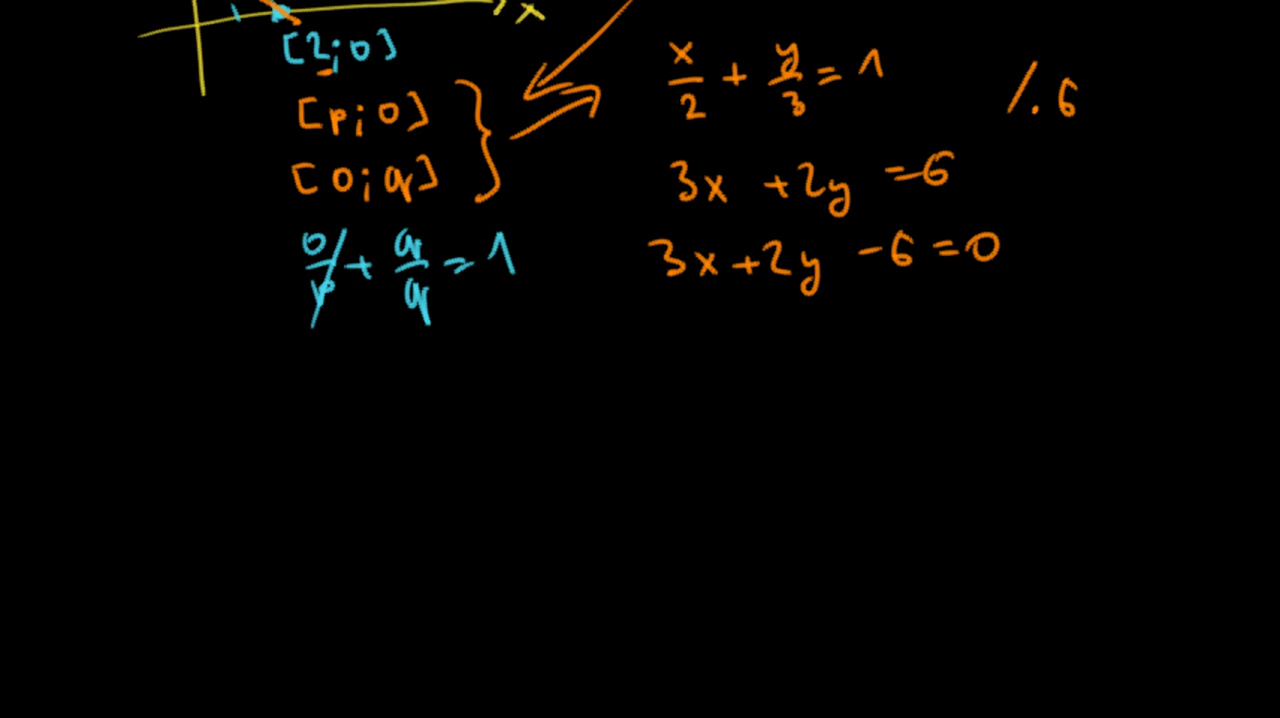 x
[2;0]
[p;0]
[0;q]
0/p + q/q = 1
x/2 + y/3 = 1 /. 6
3x + 2y = 6
3x + 2y - 6 = 0